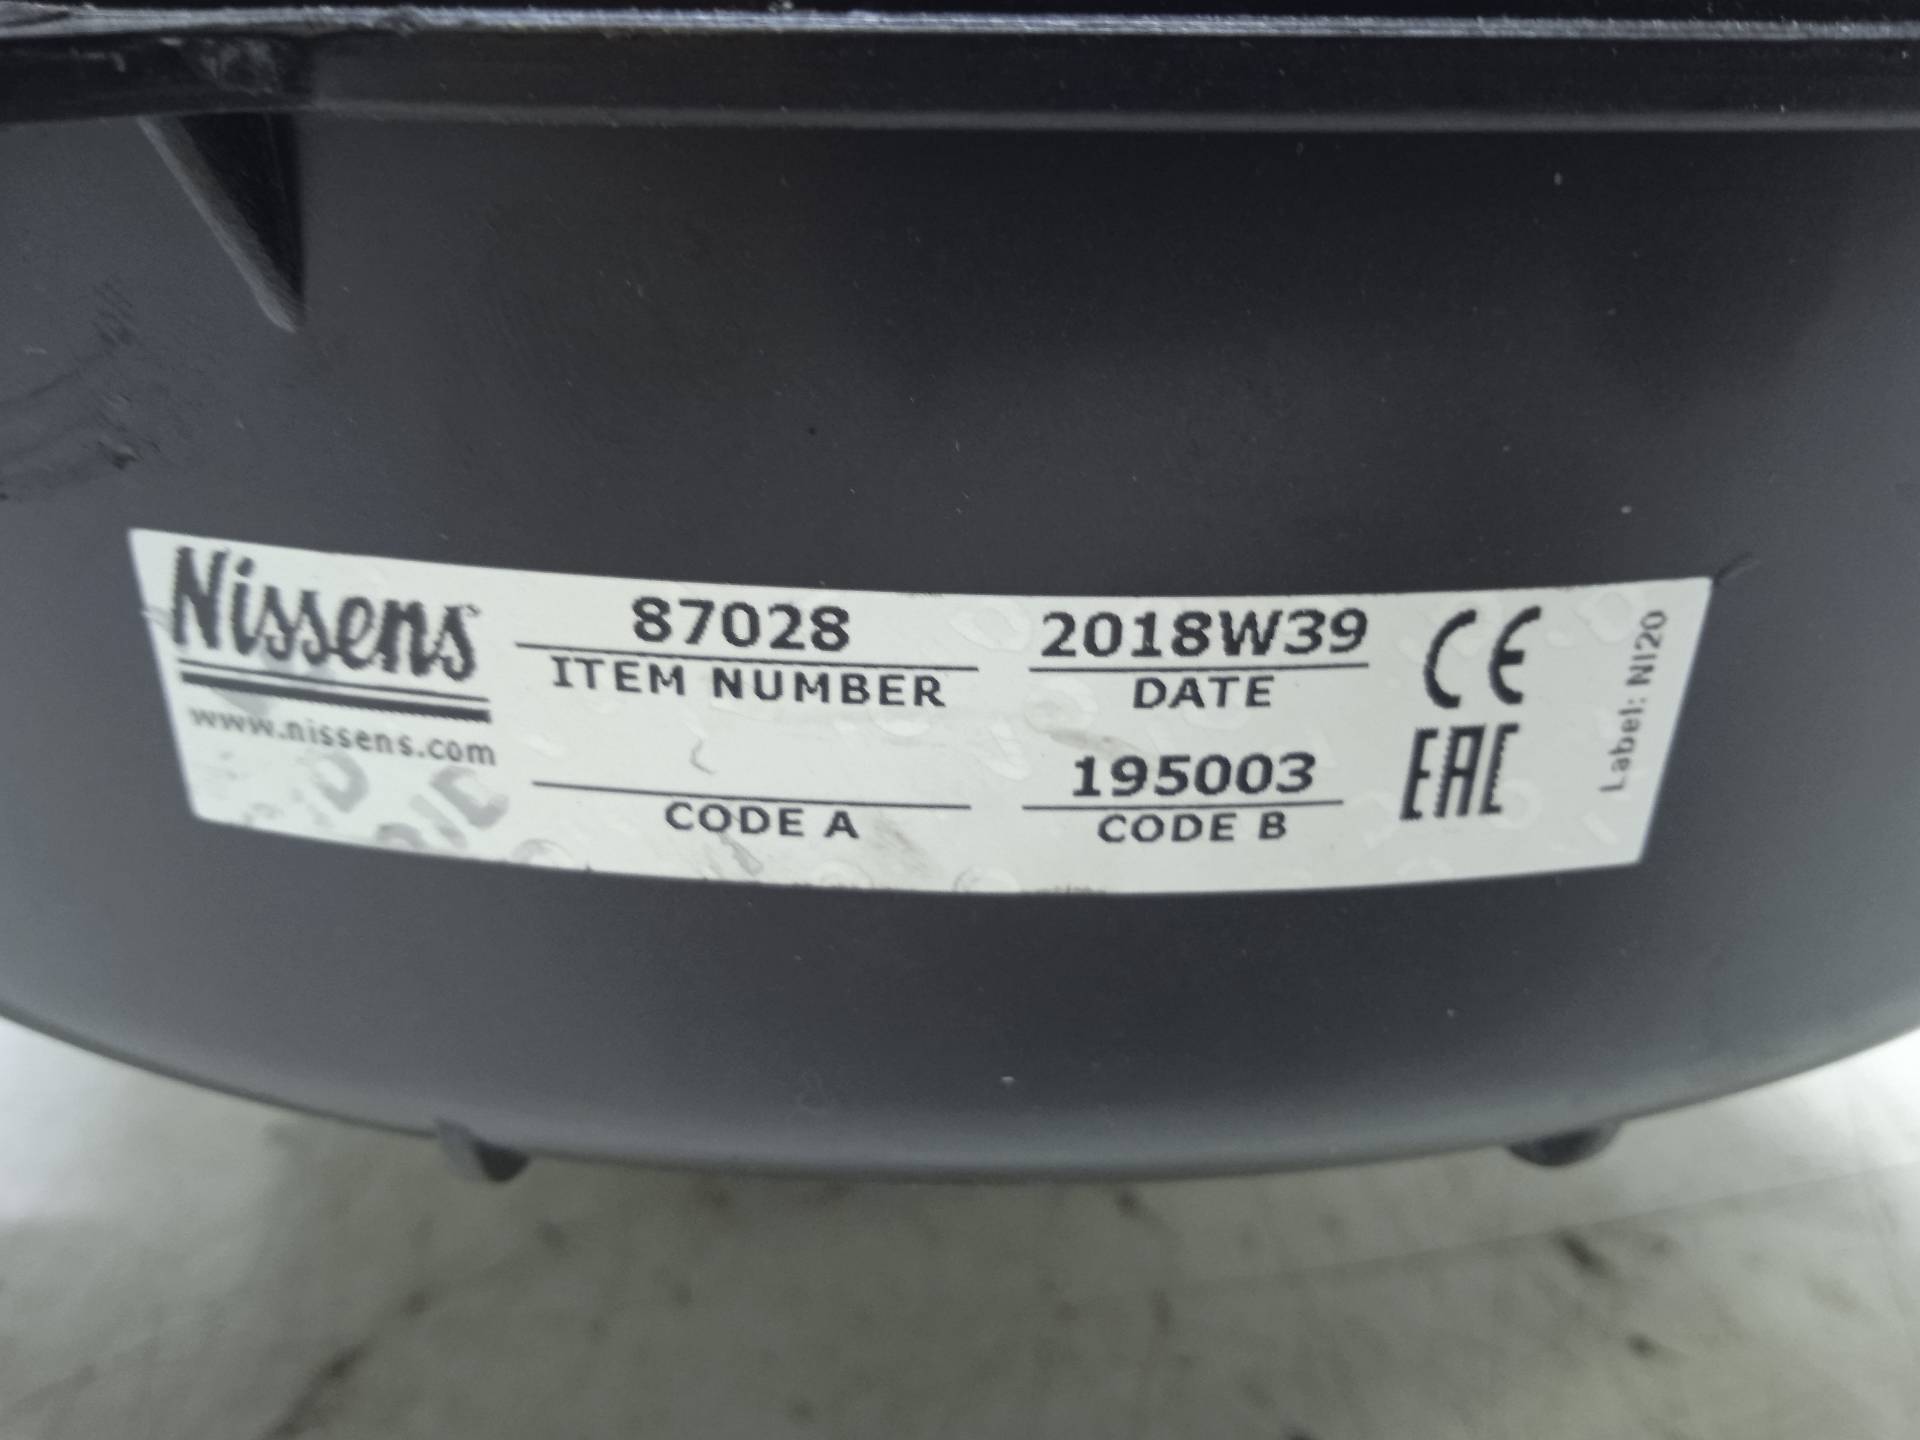 Nissens
www.nissens.com
87028
ITEM NUMBER
2018W39
DATE
CODE A
195003
CODE B
CE
EAC
Label: NI20